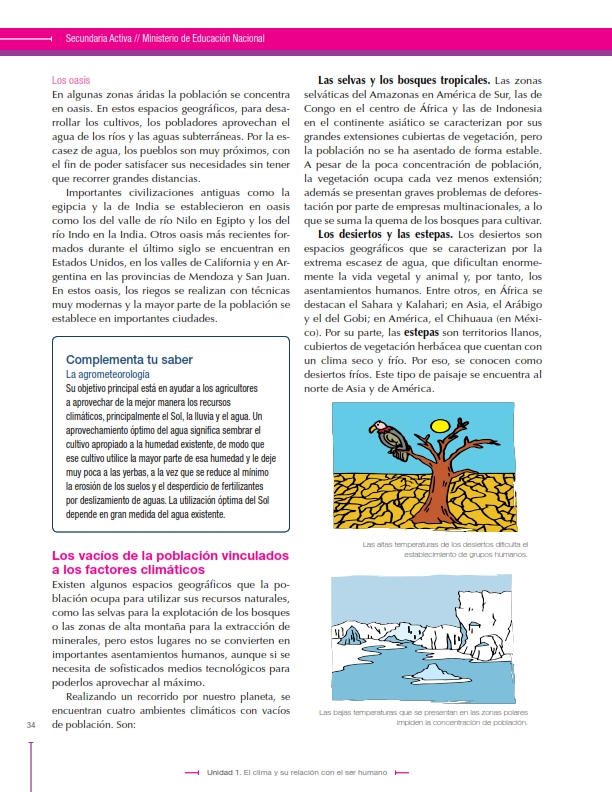 Secundaria Activa // Ministerio de Educación Nacional
Los oasis
En algunas zonas áridas la población se concentra
en oasis. En estos espacios geográficos, para desa-
rrollar los cultivos, los pobladores aprovechan el
agua de los ríos y las aguas subterráneas. Por la es-
casez de agua, los pueblos son muy próximos, con
el fin de poder satisfacer sus necesidades sin tener
que recorrer grandes distancias.
Importantes civilizaciones antiguas como la
egipcia y la de India se establecieron en oasis
como los del valle de río Nilo en Egipto y los del
río Indo en la India. Otros oasis más recientes for-
mados durante el último siglo se encuentran en
Estados Unidos, en los valles de California y en Ar-
gentina en las provincias de Mendoza y San Juan.
En estos oasis, los riegos se realizan con técnicas
muy modernas y la mayor parte de la población se
establece en importantes ciudades.
Complementa tu saber
La agrometeorología
Su objetivo principal está en ayudar a los agricultores
a aprovechar de la mejor manera los recursos
climáticos, principalmente el Sol, la lluvia y el agua. Un
aprovechamiento óptimo del agua significa sembrar el
cultivo apropiado a la humedad existente, de modo que
ese cultivo utilice la mayor parte de esa humedad y le deje
muy poca a las yerbas, a la vez que se reduce al mínimo
la erosión de los suelos y el desperdicio de fertilizantes
por deslizamiento de aguas. La utilización óptima del Sol
depende en gran medida del agua existente.
Los vacíos de la población vinculados
a los factores climáticos
Existen algunos espacios geográficos que la po-
blación ocupa para utilizar sus recursos naturales,
como las selvas para la explotación de los bosques
o las zonas de alta montaña para la extracción de
minerales, pero estos lugares no se convierten en
importantes asentamientos humanos, aunque si se
necesita de sofisticados medios tecnológicos para
poderlos aprovechar al máximo.
Realizando un recorrido por nuestro planeta, se
encuentran cuatro ambientes climáticos con vacíos
de población. Son:
Las selvas y los bosques tropicales. Las zonas
selváticas del Amazonas en América de Sur, las de
Congo en el centro de África y las de Indonesia
en el continente asiático se caracterizan por sus
grandes extensiones cubiertas de vegetación, pero
la población no se ha asentado de forma estable.
A pesar de la poca concentración de población,
la vegetación ocupa cada vez menos extensión;
además se presentan graves problemas de defores-
tación por parte de empresas multinacionales, a lo
que se suma la quema de los bosques para cultivar.
Los desiertos y las estepas. Los desiertos son
espacios geográficos que se caracterizan por la
extrema escasez de agua, que dificultan enorme-
mente la vida vegetal y animal y, por tanto, los
asentamientos humanos. Entre otros, en África se
destacan el Sahara y Kalahari; en Asia, el Arábigo
y el del Gobi; en América, el Chihuaua (en Méxi-
co). Por su parte, las estepas son territorios llanos,
cubiertos de vegetación herbácea que cuentan con
un clima seco y frío. Por eso, se conocen como
desiertos fríos. Este tipo de paisaje se encuentra al
norte de Asia y de América.
Las altas temperaturas de los desiertos dificulta el
establecimiento de grupos humanos.
Las bajas temperaturas que se presentan en las zonas polares
impiden la concentración de población.
34
Unidad 1. El clima y su relación con el ser humano